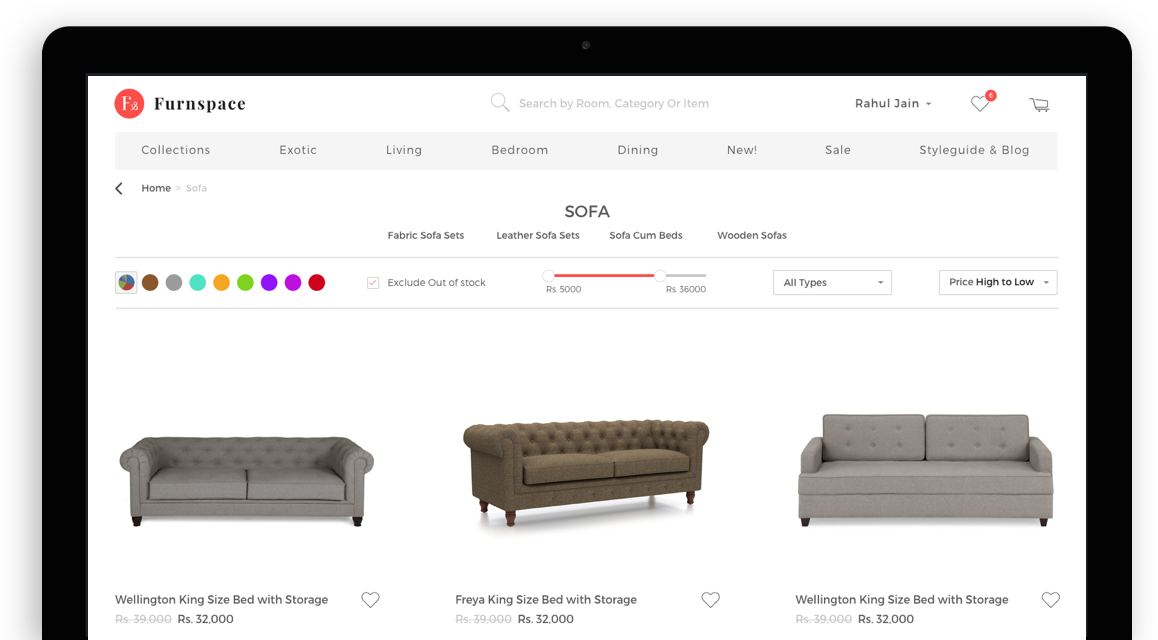 F&
Furnspace
Search by Room, Category Or Item
Rahul Jain
6
Collections Exotic Living Bedroom Dining New! Sale Styleguide & Blog
Home > Sofa
SOFA
Fabric Sofa Sets Leather Sofa Sets Sofa Cum Beds Wooden Sofas
Exclude Out of stock
Rs. 5000 Rs. 36000
All Types
Price High to Low
Wellington King Size Bed with Storage
Rs. 39,000 Rs. 32,000
Freya King Size Bed with Storage
Rs. 39,000 Rs. 32,000
Wellington King Size Bed with Storage
Rs. 39,000 Rs. 32,000